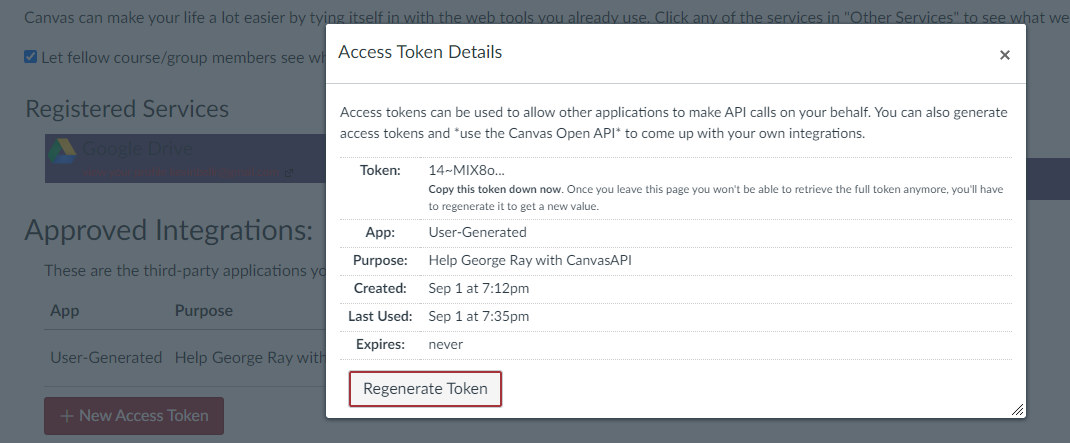 Canvas can make your life a lot easier by tying itself in with the web tools you already use. Click any of the services in "Other Services" to see what we
Let fellow course/group members see wh
Registered Services
Google Drive
Approved Integrations:
These are the third-party applications yo
App Purpose
User-Generated Help George Ray with
+ New Access Token
Access Token Details
×
Access tokens can be used to allow other applications to make API calls on your behalf. You can also generate
access tokens and *use the Canvas Open API* to come up with your own integrations.
Token: 14~MIX8o...
Copy this token down now. Once you leave this page you won't be able to retrieve the full token anymore, you'll have
to regenerate it to get a new value.
App: User-Generated
Purpose: Help George Ray with CanvasAPI
Created: Sep 1 at 7:12pm
Last Used: Sep 1 at 7:35pm
Expires: never
Regenerate Token